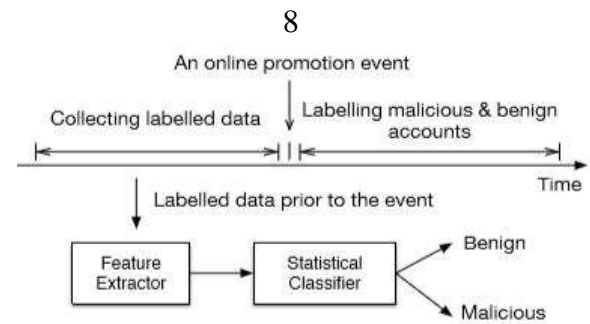 8
An online promotion event
Collecting labelled data
Labelling malicious & benign
accounts
Time
Labelled data prior to the event
Feature
Extractor
Statistical
Classifier
Benign
Malicious